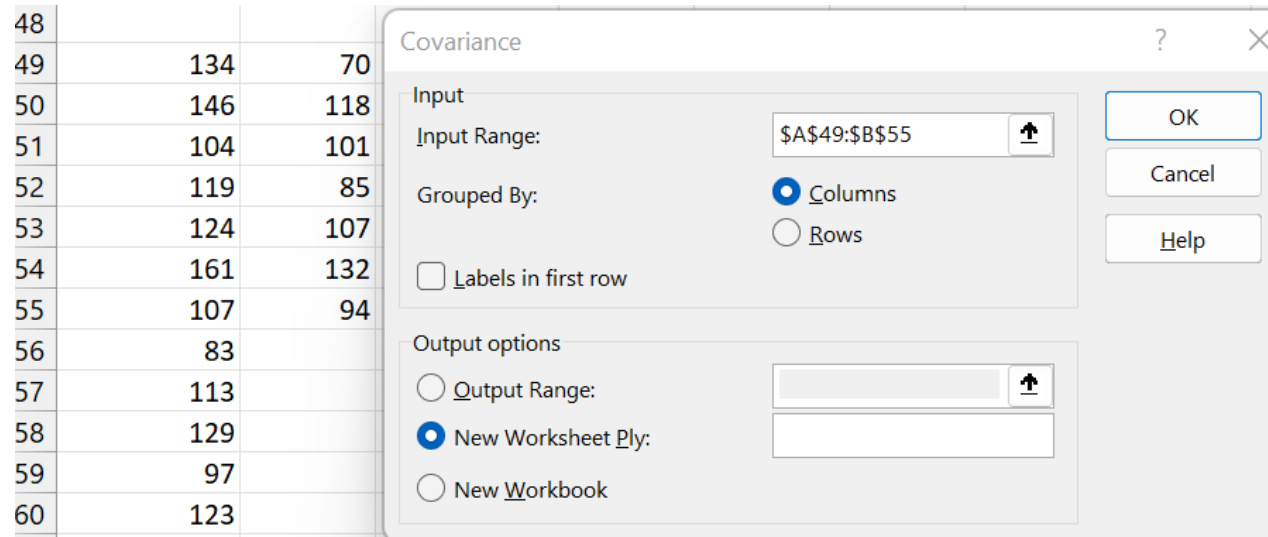 48
49 134 70
50 146 118
51 104 101
52 119 85
53 124 107
54 161 132
55 107 94
56 83
57 113
58 129
59 97
60 123
Covariance ?
Input
Input Range: $A$49:$B$55
Grouped By: Columns
Rows
Labels in first row
Output options
Output Range:
New Worksheet Ply:
New Workbook
OK
Cancel
Help